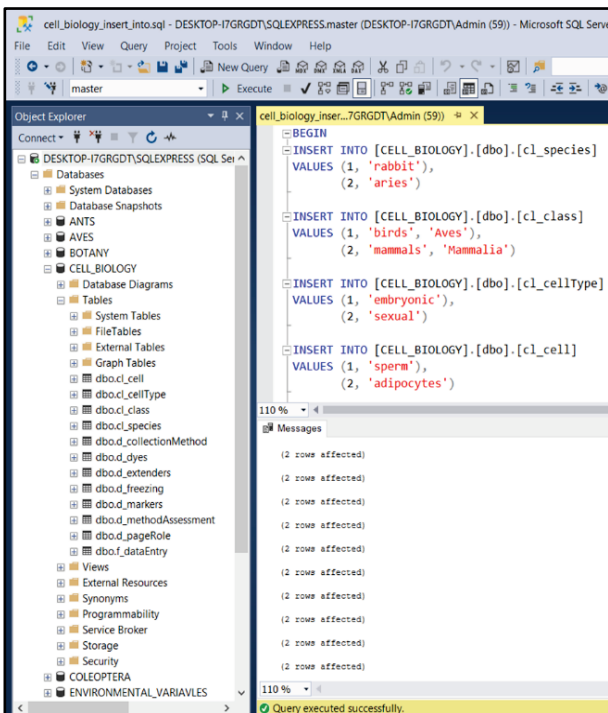 cell_biology_insert_into.sql - DESKTOP-I7GRGDT\SQLEXPRESS.master (DESKTOP-I7GRGDT\Admin (59)) - Microsoft SQL Serve
File Edit View Query Project Tools Window Help
New Query
master Execute
Object Explorer
Connect
DESKTOP-I7GRGDT\SQLEXPRESS (SQL Ser
Databases
System Databases
Database Snapshots
ANTS
AVES
BOTANY
CELL_BIOLOGY
Database Diagrams
Tables
System Tables
FileTables
External Tables
Graph Tables
dbo.cl_cell
dbo.cl_cellType
dbo.cl_class
dbo.cl_species
dbo.d_collectionMethod
dbo.d_dyes
dbo.d_extenders
dbo.d_freezing
dbo.d_markers
dbo.d_methodAssessment
dbo.d_pageRole
dbo.f_dataEntry
Views
External Resources
Synonyms
Programmability
Service Broker
Storage
Security
COLEOPTERA
ENVIRONMENTAL_VARIAVLES
cell_biology_inser...7GRGDT\Admin (59))
BEGIN
INSERT INTO [CELL_BIOLOGY].[dbo].[cl_species]
VALUES (1, 'rabbit'),
(2, 'aries')
INSERT INTO [CELL_BIOLOGY].[dbo].[cl_class]
VALUES (1, 'birds', 'Aves'),
(2, 'mammals', 'Mammalia')
INSERT INTO [CELL_BIOLOGY].[dbo].[cl_cellType]
VALUES (1, 'embryonic'),
(2, 'sexual')
INSERT INTO [CELL_BIOLOGY].[dbo].[cl_cell]
VALUES (1, 'sperm'),
(2, 'adipocytes')
110 %
Messages
(2 rows affected)
(2 rows affected)
(2 rows affected)
(2 rows affected)
(2 rows affected)
(2 rows affected)
(2 rows affected)
(2 rows affected)
(2 rows affected)
(2 rows affected)
110 %
Query executed successfully.